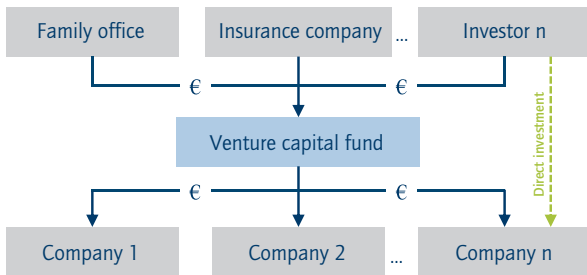 Family office
Insurance company
...
Investor n
€
€
Direct investment
Venture capital fund
€
€
Company 1
Company 2
...
Company n